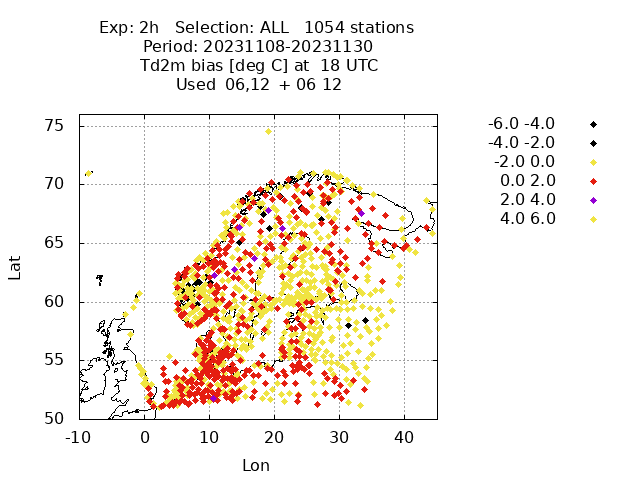 Exp: 2h   Selection: ALL   1054 stations
Period: 20231108-20231130
Td2m bias [deg C] at  18 UTC
Used  06,12  + 06 12
-6.0 -4.0
-4.0 -2.0
-2.0 0.0
0.0 2.0
2.0 4.0
4.0 6.0
75
70
65
60
55
50
Lat
-10 0 10 20 30 40
Lon